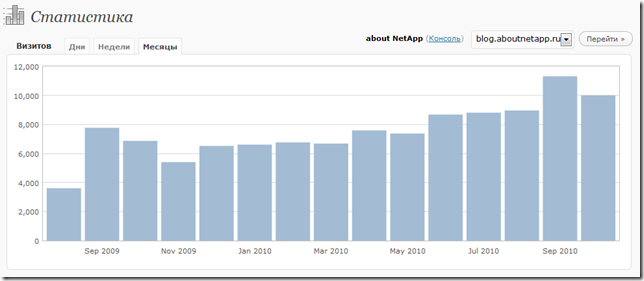 Статистика
about NetApp (Консоль) blog.aboutnetapp.ru Перейти »
Визитов Дни Недели Месяцы
12,000
10,000
8,000
6,000
4,000
2,000
0
Sep 2009 Nov 2009 Jan 2010 Mar 2010 May 2010 Jul 2010 Sep 2010